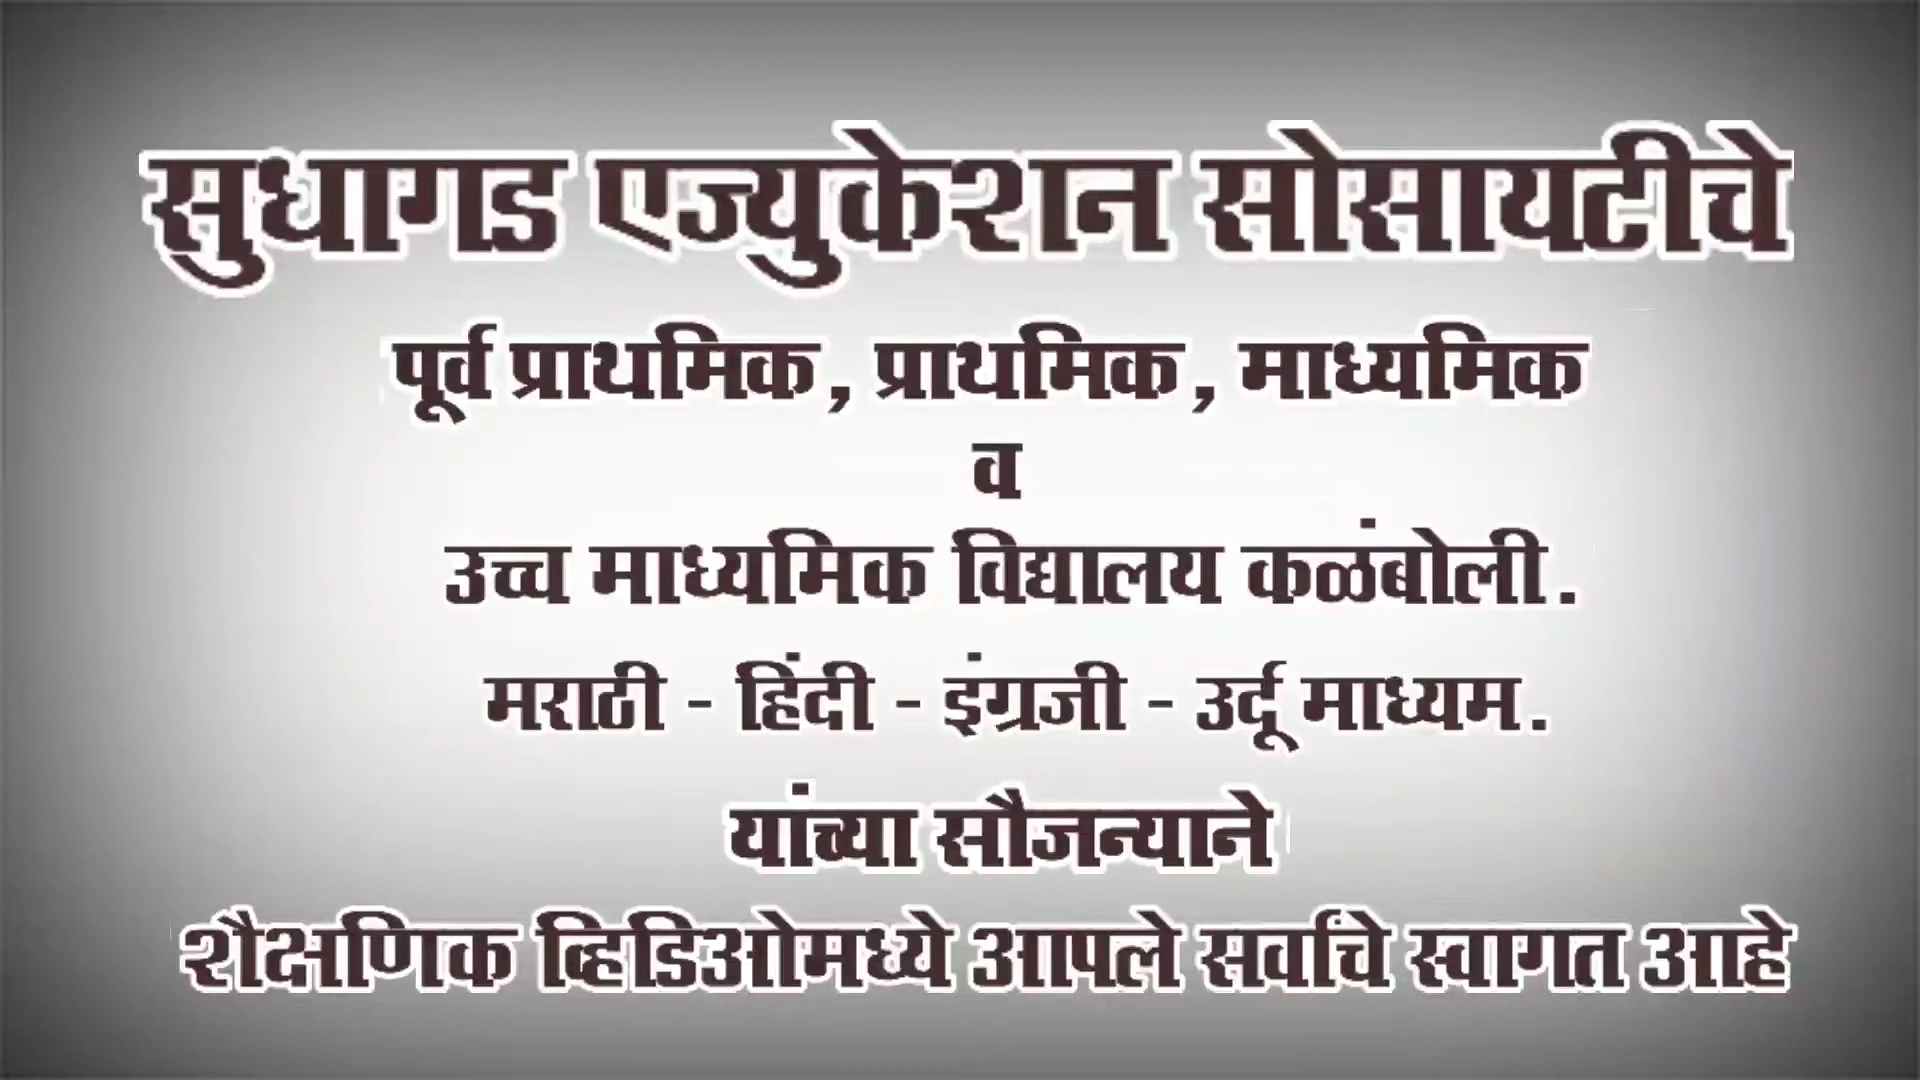 सुधागड एज्युकेशन सोसायटीचे
पूर्व प्राथमिक, प्राथमिक, माध्यमिक
व
उच्च माध्यमिक विद्यालय कळंबोली.
मराठी - हिंदी - इंग्रजी - उर्दू माध्यम.
यांच्या सौजन्याने
शैक्षणिक व्हिडिओमध्ये आपले सर्वांचे स्वागत आहे